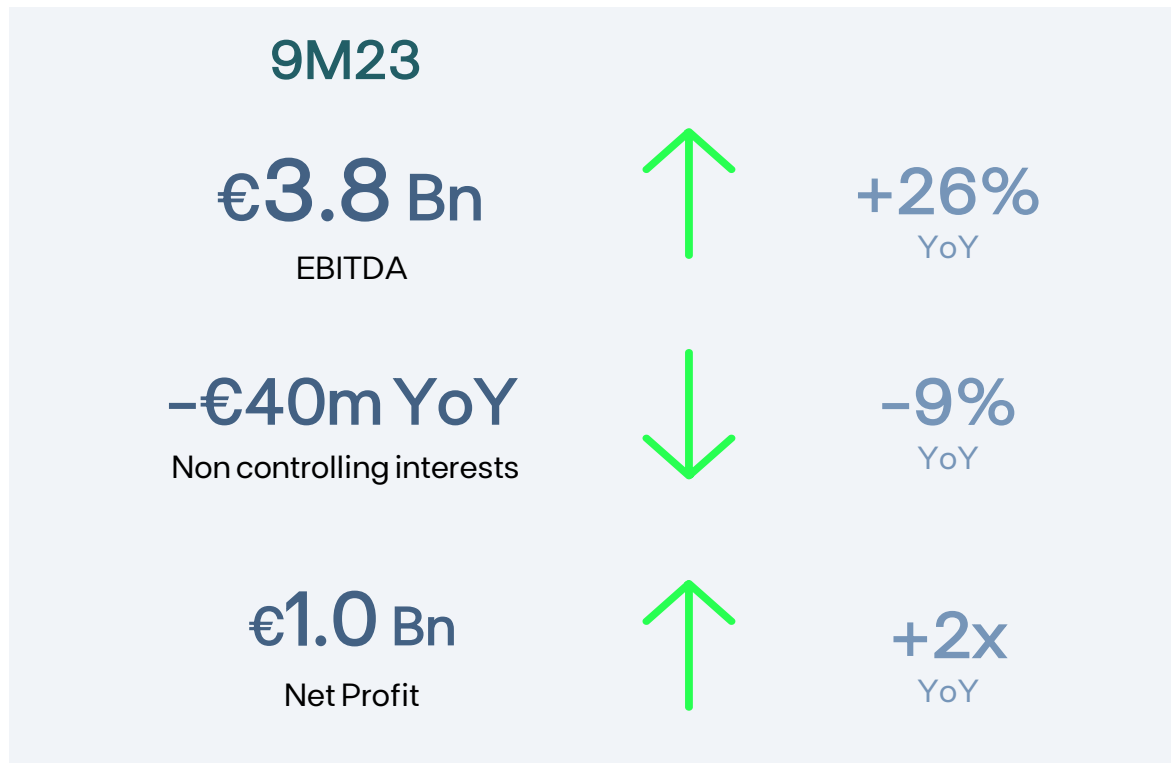 9M23
€3.8 Bn
+26%
YoY
EBITDA
-€40m YoY
-9%
YoY
Non controlling interests
€1.0 Bn
+2x
YoY
Net Profit